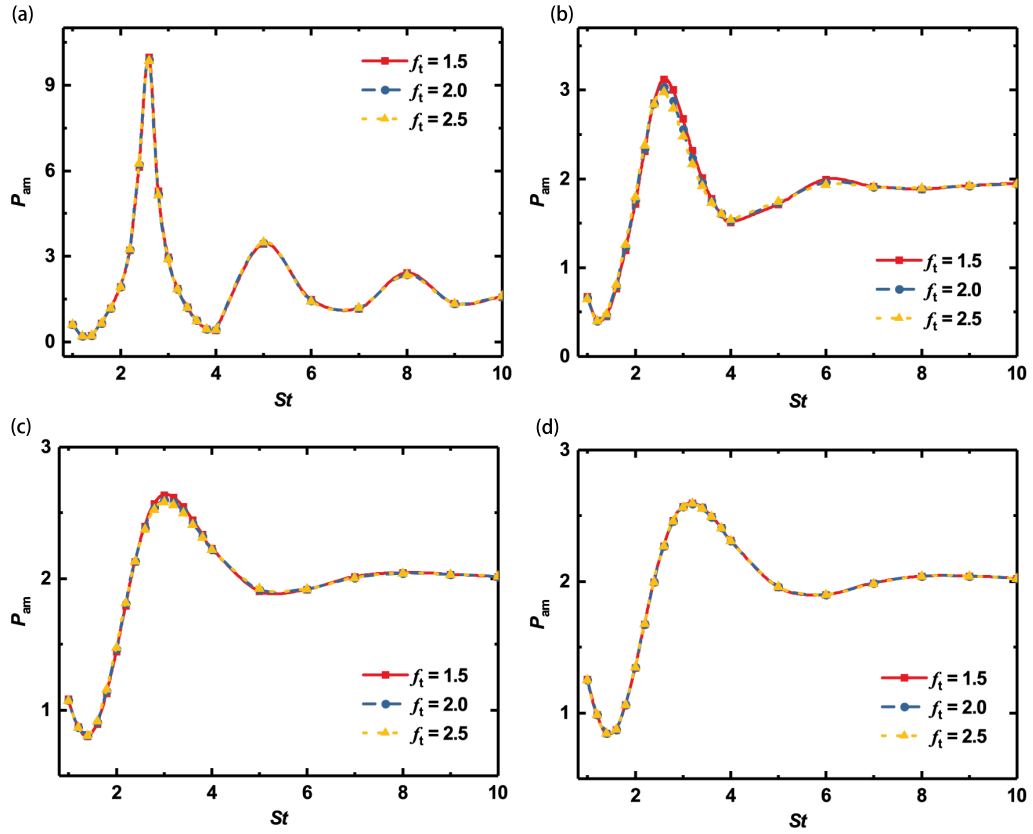 (a)
P_am
9
6
3
0
2
4
6
8
10
St
f_t = 1.5
f_t = 2.0
f_t = 2.5
(b)
P_am
3
2
1
0
2
4
6
8
10
St
f_t = 1.5
f_t = 2.0
f_t = 2.5
(c)
P_am
3
2
1
2
4
6
8
10
St
f_t = 1.5
f_t = 2.0
f_t = 2.5
(d)
P_am
3
2
1
0
2
4
6
8
10
St
f_t = 1.5
f_t = 2.0
f_t = 2.5